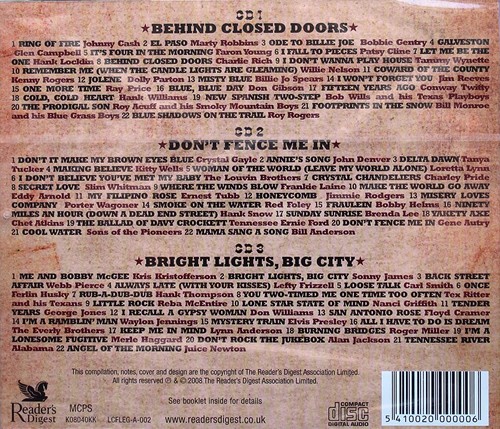 CD 1
★BEHIND CLOSED DOORS★
1 RING OF FIRE Johnny Cash 2 EL PASO Marty Robbins 3 ODE TO BILLIE JOE Bobbie Gentry 4 GALVESTON
Glen Campbell 5 IT'S FOUR IN THE MORNING Faron Young 6 I FALL TO PIECES Patsy Cline 7 LET ME BE THE
ONE Hank Locklin 8 BEHIND CLOSED DOORS Charlie Rich 9 I DON'T WANNA PLAY HOUSE Tammy Wynette
10 REMEMBER ME (WHEN THE CANDLE LIGHTS ARE GLEAMING) Willie Nelson 11 COWARD OF THE COUNTY
Kenny Rogers 12 JOLENE Dolly Parton 13 MISTY BLUE Billie Jo Spears 14 I WON'T FORGET YOU Jim Reeves
15 ONE MORE TIME Ray Price 16 BLUE, BLUE DAY Don Gibson 17 FIFTEEN YEARS AGO Conway Twitty
18 COLD, COLD HEART Hank Williams 19 NEW SPANISH TWO-STEP Bob Wills and his Texas Playboys
20 THE PRODIGAL SON Roy Acuff and his Smoky Mountain Boys 21 FOOTPRINTS IN THE SNOW Bill Monroe
and his Blue Grass Boys 22 BLUE SHADOWS ON THE TRAIL Roy Rogers
CD 2
★DON'T FENCE ME IN★
1 DON'T IT MAKE MY BROWN EYES BLUE Crystal Gayle 2 ANNIE'S SONG John Denver 3 DELTA DAWN Tanya
Tucker 4 MAKING BELIEVE Kitty Wells 5 WOMAN OF THE WORLD (LEAVE MY WORLD ALONE) Loretta Lynn
6 I DON'T BELIEVE YOU'VE MET MY BABY The Louvin Brothers 7 CRYSTAL CHANDELIERS Charley Pride
8 SECRET LOVE Slim Whitman 9 WHERE THE WINDS BLOW Frankie Laine 10 MAKE THE WORLD GO AWAY
Eddy Arnold 11 MY FILIPINO ROSE Ernest Tubb 12 HONEYCOMB Jimmie Rodgers 13 MISERY LOVES
COMPANY Porter Wagoner 14 SMOKE ON THE WATER Red Foley 15 FRAULEIN Bobby Helms 16 NINETY
MILES AN HOUR (DOWN A DEAD END STREET) Hank Snow 17 SUNDAY SUNRISE Brenda Lee 18 YAKETY AXE
Chet Atkins 19 THE BALLAD OF DAVY CROCKETT Tennessee Ernie Ford 20 DON'T FENCE ME IN Gene Autry
21 COOL WATER Sons of the Pioneers 22 MAMA SANG A SONG Bill Anderson
CD 3
★BRIGHT LIGHTS, BIG CITY★
1 ME AND BOBBY McGEE Kris Kristofferson 2 BRIGHT LIGHTS, BIG CITY Sonny James 3 BACK STREET
AFFAIR Webb Pierce 4 ALWAYS LATE (WITH YOUR KISSES) Lefty Frizzell 5 LOOSE TALK Carl Smith 6 ONCE
Ferlin Husky 7 RUB-A-DUB-DUB Hank Thompson 8 YOU TWO-TIMED ME ONE TIME TOO OFTEN Tex Ritter
and his Texans 9 LITTLE ROCK Reba McEntire 10 LONE STAR STATE OF MIND Nanci Griffith 11 TENDER
YEARS George Jones 12 I RECALL A GYPSY WOMAN Don Williams 13 SAN ANTONIO ROSE Floyd Cramer
14 I'M A RAMBLIN' MAN Waylon Jennings 15 MYSTERY TRAIN Elvis Presley 16 ALL I HAVE TO DO IS DREAM
The Everly Brothers 17 KEEP ME IN MIND Lynn Anderson 18 BURNING BRIDGES Roger Miller 19 I'M A
LONESOME FUGITIVE Merle Haggard 20 DON'T ROCK THE JUKEBOX Alan Jackson 21 TENNESSEE RIVER
Alabama 22 ANGEL OF THE MORNING Juice Newton
This compilation, notes, cover and design are the copyright of The Reader's Digest Association Limited.
All rights reserved ℗ & © 2008 The Reader's Digest Association Limited.
See booklet inside for details
Reader's
Digest
MCPS
K08040KK LCFLEG-A-002 www.readersdigest.co.uk
COMPACT
disc
DIGITAL AUDIO
5 410020 000006